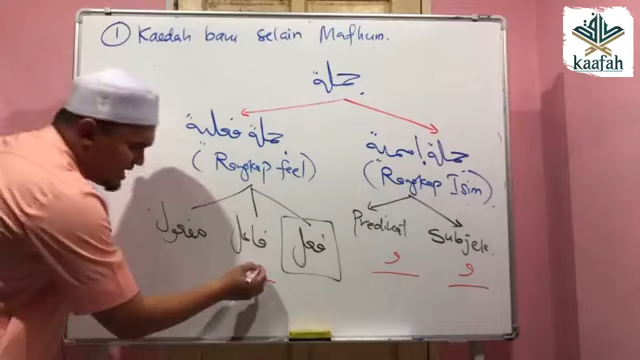 ① Kaedah baru selain Mafhum.
جملة
جملة فعلية
(Rangkap feel)
جملة إسمية
(Rangkap Isim)
فعل
فاعل
مفعول
Predikat
Subjek
و
و
kaafah